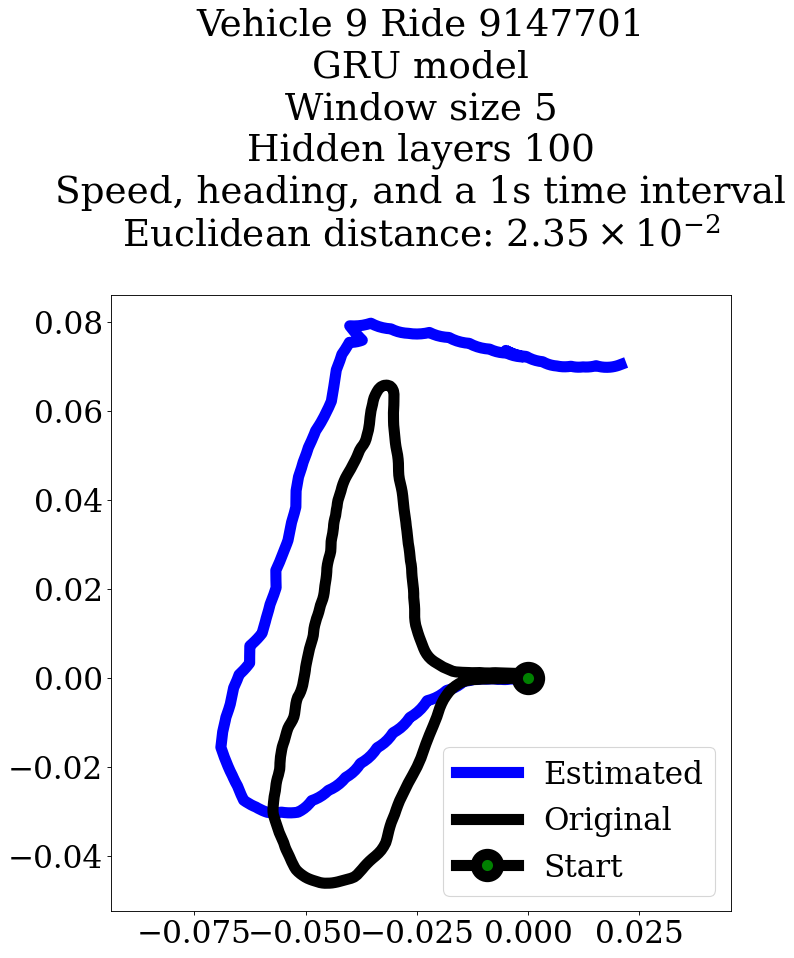 Vehicle 9 Ride 9147701
GRU model
Window size 5
Hidden layers 100
Speed, heading, and a 1s time interval
Euclidean distance: 2.35 × 10⁻²
0.08
0.06
0.04
0.02
0.00
−0.02
−0.04
Estimated
Original
Start
−0.075 −0.050 −0.025 0.000 0.025